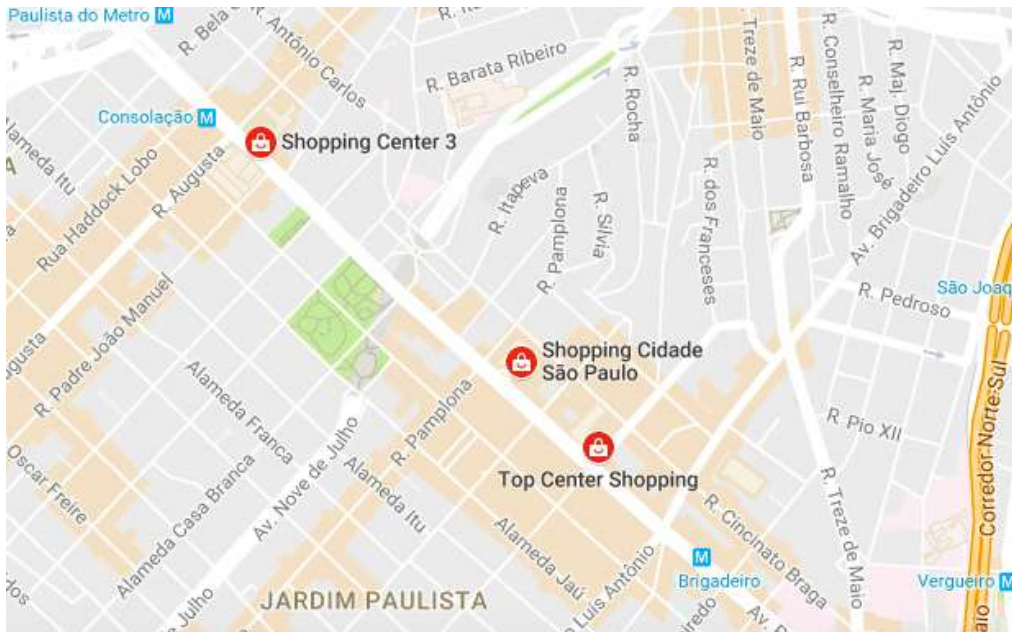 Paulista do Metro M
R. Bela
R. Antônio Carlos
R. Barata Ribeiro
R. Rocha
R. Treze de Maio
R. Rui Barbosa
R. Conselheiro Ramalho
R. Maria José
R. Maj. Diogo
Av. Brigadeiro Luis Antônio
Consolação M
Shopping Center 3
Alameda Itu
Rua Haddock Lobo
R. Augusta
R. Itapeva
R. Pamplona
R. Sílvia
R. dos Franceses
R. Pedroso
São Joaq
R. Padre João Manuel
Augusta
Shopping Cidade
São Paulo
Alameda Franca
R. Pamplona
Corredor Norte-Sul
R. Pio XII
Top Center Shopping
Oscar Freire
Alameda Casa Branca
Av. Nove de Julho
Alameda Itu
R. Cincinato Braga
R. Treze de Maio
Alameda Jaú
Luis Antônio
M
Brigadeiro
Vergueiro M
JARDIM PAULISTA
de Julho
Av.